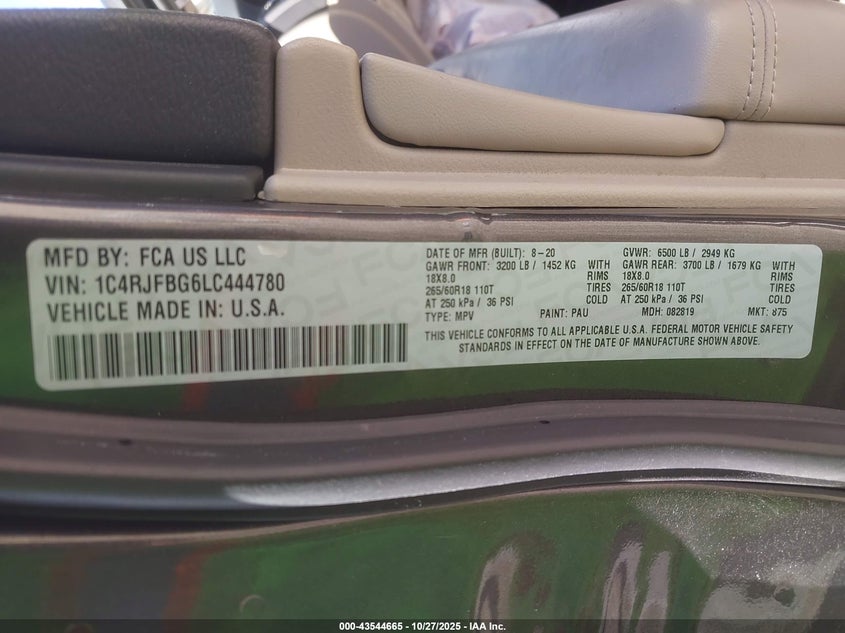 MFD BY: FCA US LLC
VIN: 1C4RJFBG6LC444780
VEHICLE MADE IN: U.S.A.
DATE OF MFR (BUILT): 8-20 GVWR: 6500 LB / 2949 KG
GAWR FRONT: 3200 LB / 1452 KG WITH GAWR REAR: 3700 LB / 1679 KG WITH
18X8.0 RIMS 18X8.0 RIMS
265/60R18 110T TIRES 265/60R18 110T TIRES
AT 250 kPa / 36 PSI COLD AT 250 kPa / 36 PSI COLD
TYPE: MPV PAINT: PAU MDH: 082819 MKT: 875
THIS VEHICLE CONFORMS TO ALL APPLICABLE U.S.A. FEDERAL MOTOR VEHICLE SAFETY
STANDARDS IN EFFECT ON THE DATE OF MANUFACTURE SHOWN ABOVE.
000-43544665 - 10/27/2025 - IAA Inc.